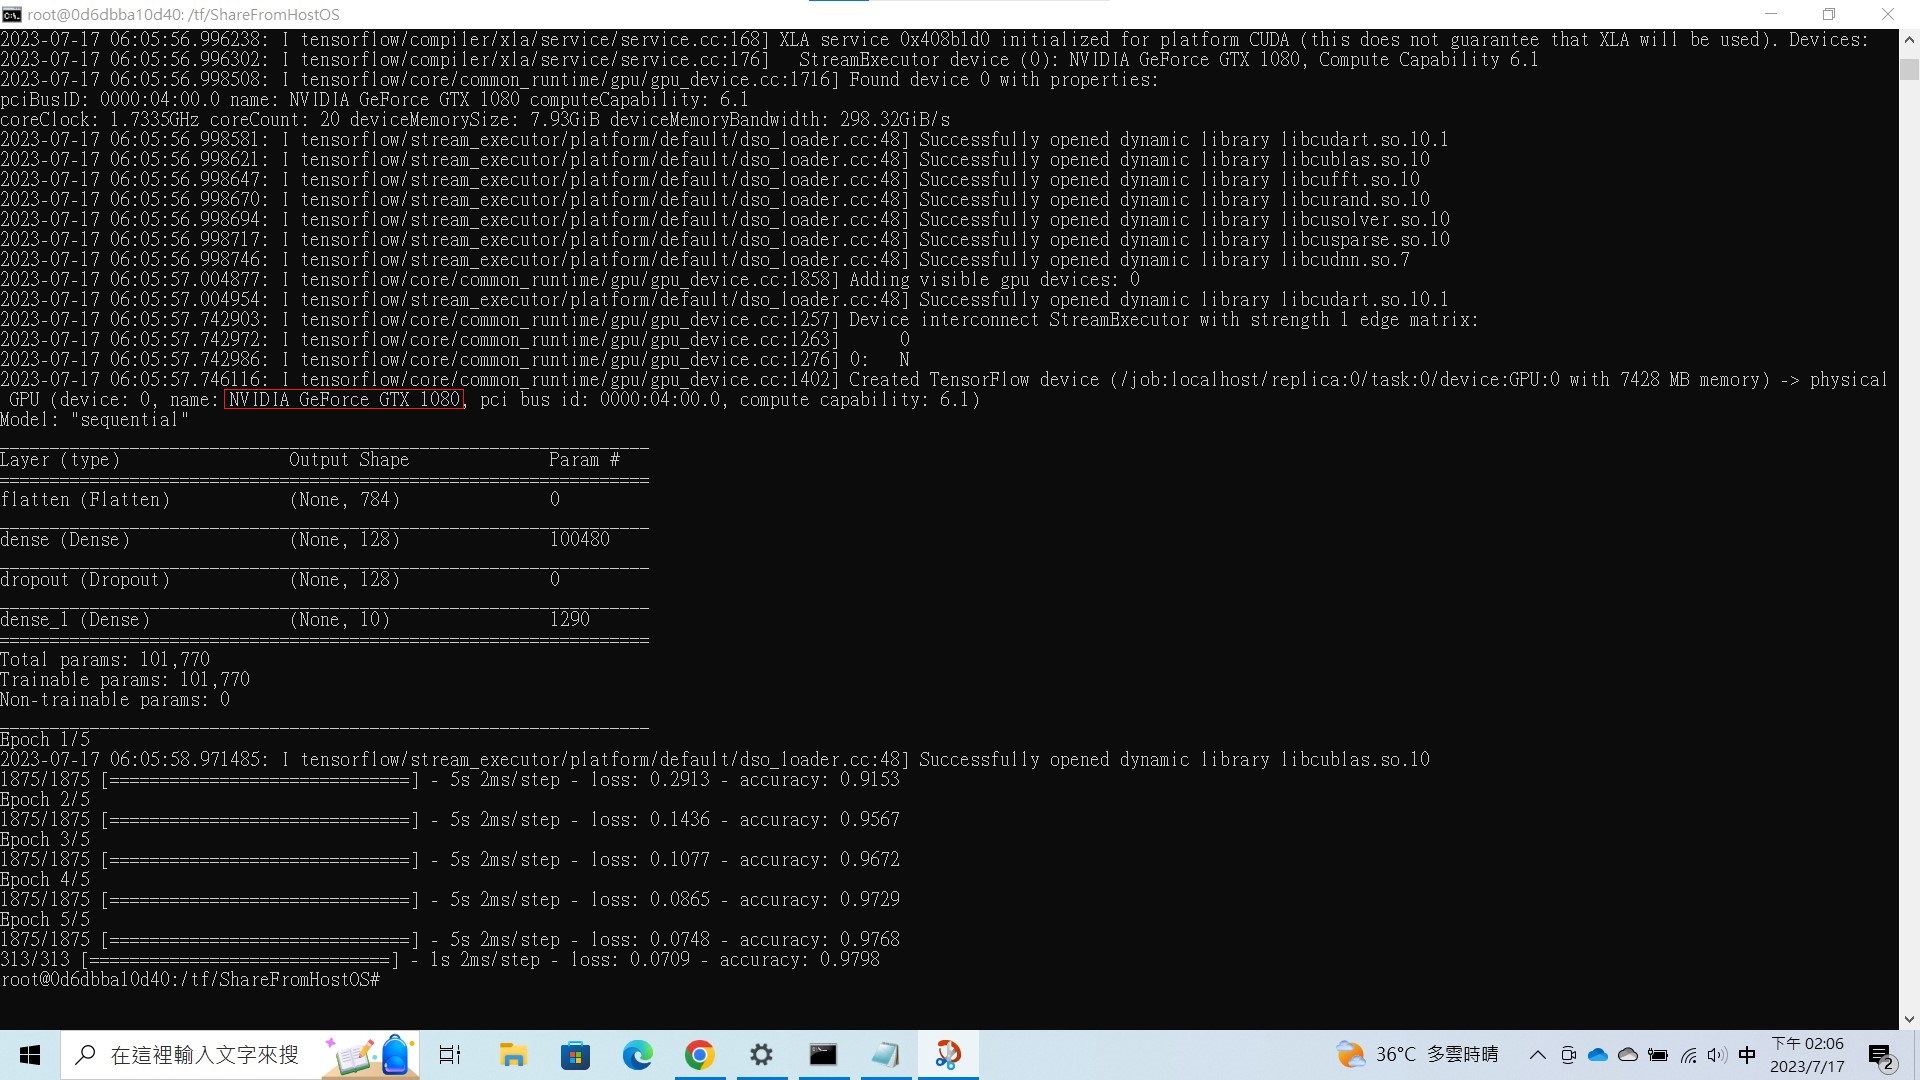 root@0d6dbba10d40: /tf/ShareFromHostOS
2023-07-17 06:05:56.996238: I tensorflow/compiler/xla/service/service.cc:168] XLA service 0x408b1d0 initialized for platform CUDA (this does not guarantee that XLA will be used). Devices:
2023-07-17 06:05:56.996302: I tensorflow/compiler/xla/service/service.cc:176]   StreamExecutor device (0): NVIDIA GeForce GTX 1080, Compute Capability 6.1
2023-07-17 06:05:56.998508: I tensorflow/core/common_runtime/gpu/gpu_device.cc:1716] Found device 0 with properties:
pciBusID: 0000:04:00.0 name: NVIDIA GeForce GTX 1080 computeCapability: 6.1
coreClock: 1.7335GHz coreCount: 20 deviceMemorySize: 7.93GiB deviceMemoryBandwidth: 298.32GiB/s
2023-07-17 06:05:56.998581: I tensorflow/stream_executor/platform/default/dso_loader.cc:48] Successfully opened dynamic library libcudart.so.10.1
2023-07-17 06:05:56.998621: I tensorflow/stream_executor/platform/default/dso_loader.cc:48] Successfully opened dynamic library libcublas.so.10
2023-07-17 06:05:56.998647: I tensorflow/stream_executor/platform/default/dso_loader.cc:48] Successfully opened dynamic library libcufft.so.10
2023-07-17 06:05:56.998670: I tensorflow/stream_executor/platform/default/dso_loader.cc:48] Successfully opened dynamic library libcurand.so.10
2023-07-17 06:05:56.998694: I tensorflow/stream_executor/platform/default/dso_loader.cc:48] Successfully opened dynamic library libcusolver.so.10
2023-07-17 06:05:56.998717: I tensorflow/stream_executor/platform/default/dso_loader.cc:48] Successfully opened dynamic library libcusparse.so.10
2023-07-17 06:05:56.998746: I tensorflow/stream_executor/platform/default/dso_loader.cc:48] Successfully opened dynamic library libcudnn.so.7
2023-07-17 06:05:57.004877: I tensorflow/core/common_runtime/gpu/gpu_device.cc:1858] Adding visible gpu devices: 0
2023-07-17 06:05:57.004954: I tensorflow/stream_executor/platform/default/dso_loader.cc:48] Successfully opened dynamic library libcudart.so.10.1
2023-07-17 06:05:57.742903: I tensorflow/core/common_runtime/gpu/gpu_device.cc:1257] Device interconnect StreamExecutor with strength 1 edge matrix:
2023-07-17 06:05:57.742972: I tensorflow/core/common_runtime/gpu/gpu_device.cc:1263]      0
2023-07-17 06:05:57.742986: I tensorflow/core/common_runtime/gpu/gpu_device.cc:1276] 0:   N
2023-07-17 06:05:57.746116: I tensorflow/core/common_runtime/gpu/gpu_device.cc:1402] Created TensorFlow device (/job:localhost/replica:0/task:0/device:GPU:0 with 7428 MB memory) -> physical
GPU (device: 0, name: NVIDIA GeForce GTX 1080, pci bus id: 0000:04:00.0, compute capability: 6.1)
Model: "sequential"
_________________________________________________________________
Layer (type)                 Output Shape              Param #
=================================================================
flatten (Flatten)            (None, 784)               0
_________________________________________________________________
dense (Dense)                (None, 128)               100480
_________________________________________________________________
dropout (Dropout)            (None, 128)               0
_________________________________________________________________
dense_1 (Dense)              (None, 10)                1290
=================================================================
Total params: 101,770
Trainable params: 101,770
Non-trainable params: 0
_________________________________________________________________
Epoch 1/5
2023-07-17 06:05:58.971485: I tensorflow/stream_executor/platform/default/dso_loader.cc:48] Successfully opened dynamic library libcublas.so.10
1875/1875 [==============================] - 5s 2ms/step - loss: 0.2913 - accuracy: 0.9153
Epoch 2/5
1875/1875 [==============================] - 5s 2ms/step - loss: 0.1436 - accuracy: 0.9567
Epoch 3/5
1875/1875 [==============================] - 5s 2ms/step - loss: 0.1077 - accuracy: 0.9672
Epoch 4/5
1875/1875 [==============================] - 5s 2ms/step - loss: 0.0865 - accuracy: 0.9729
Epoch 5/5
1875/1875 [==============================] - 5s 2ms/step - loss: 0.0748 - accuracy: 0.9768
313/313 [==============================] - 1s 2ms/step - loss: 0.0709 - accuracy: 0.9798
root@0d6dbba10d40:/tf/ShareFromHostOS#
在這裡輸入文字來搜
36°C 多雲時晴
中
下午 02:06
2023/7/17
2